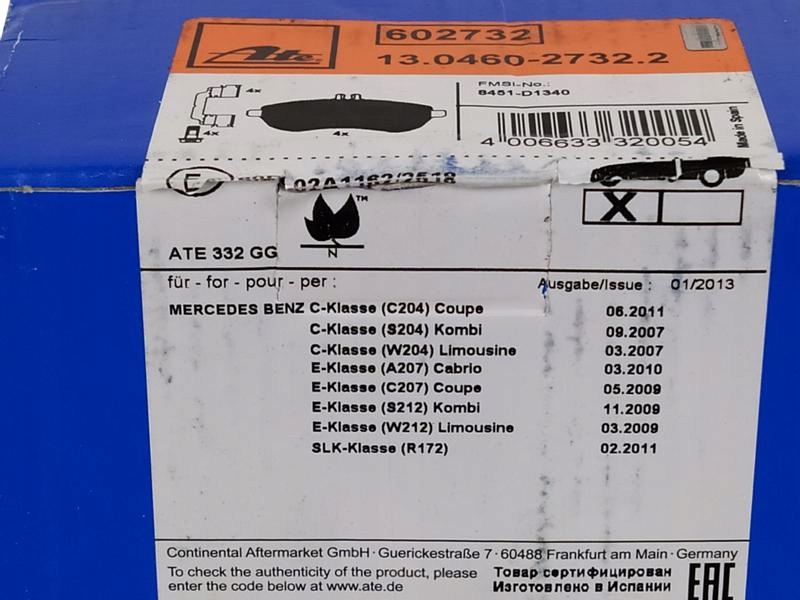 Ate
602732
13.0460-2732.2
FMSI-No.:
8451-D1340
4x
4x
4x
4 006633 320054
Made in Spain
E 02A1162/2518
X
TM
N
ATE 332 GG
für - for - pour - per :
Ausgabe/Issue : 01/2013
MERCEDES BENZ C-Klasse (C204) Coupe 06.2011
C-Klasse (S204) Kombi 09.2007
C-Klasse (W204) Limousine 03.2007
E-Klasse (A207) Cabrio 03.2010
E-Klasse (C207) Coupe 05.2009
E-Klasse (S212) Kombi 11.2009
E-Klasse (W212) Limousine 03.2009
SLK-Klasse (R172) 02.2011
Continental Aftermarket GmbH · Guerickestraße 7 · 60488 Frankfurt am Main · Germany
To check the authenticity of the product, please
enter the code below at www.ate.de
Товар сертифицирован
Изготовлено в Испании
EAC